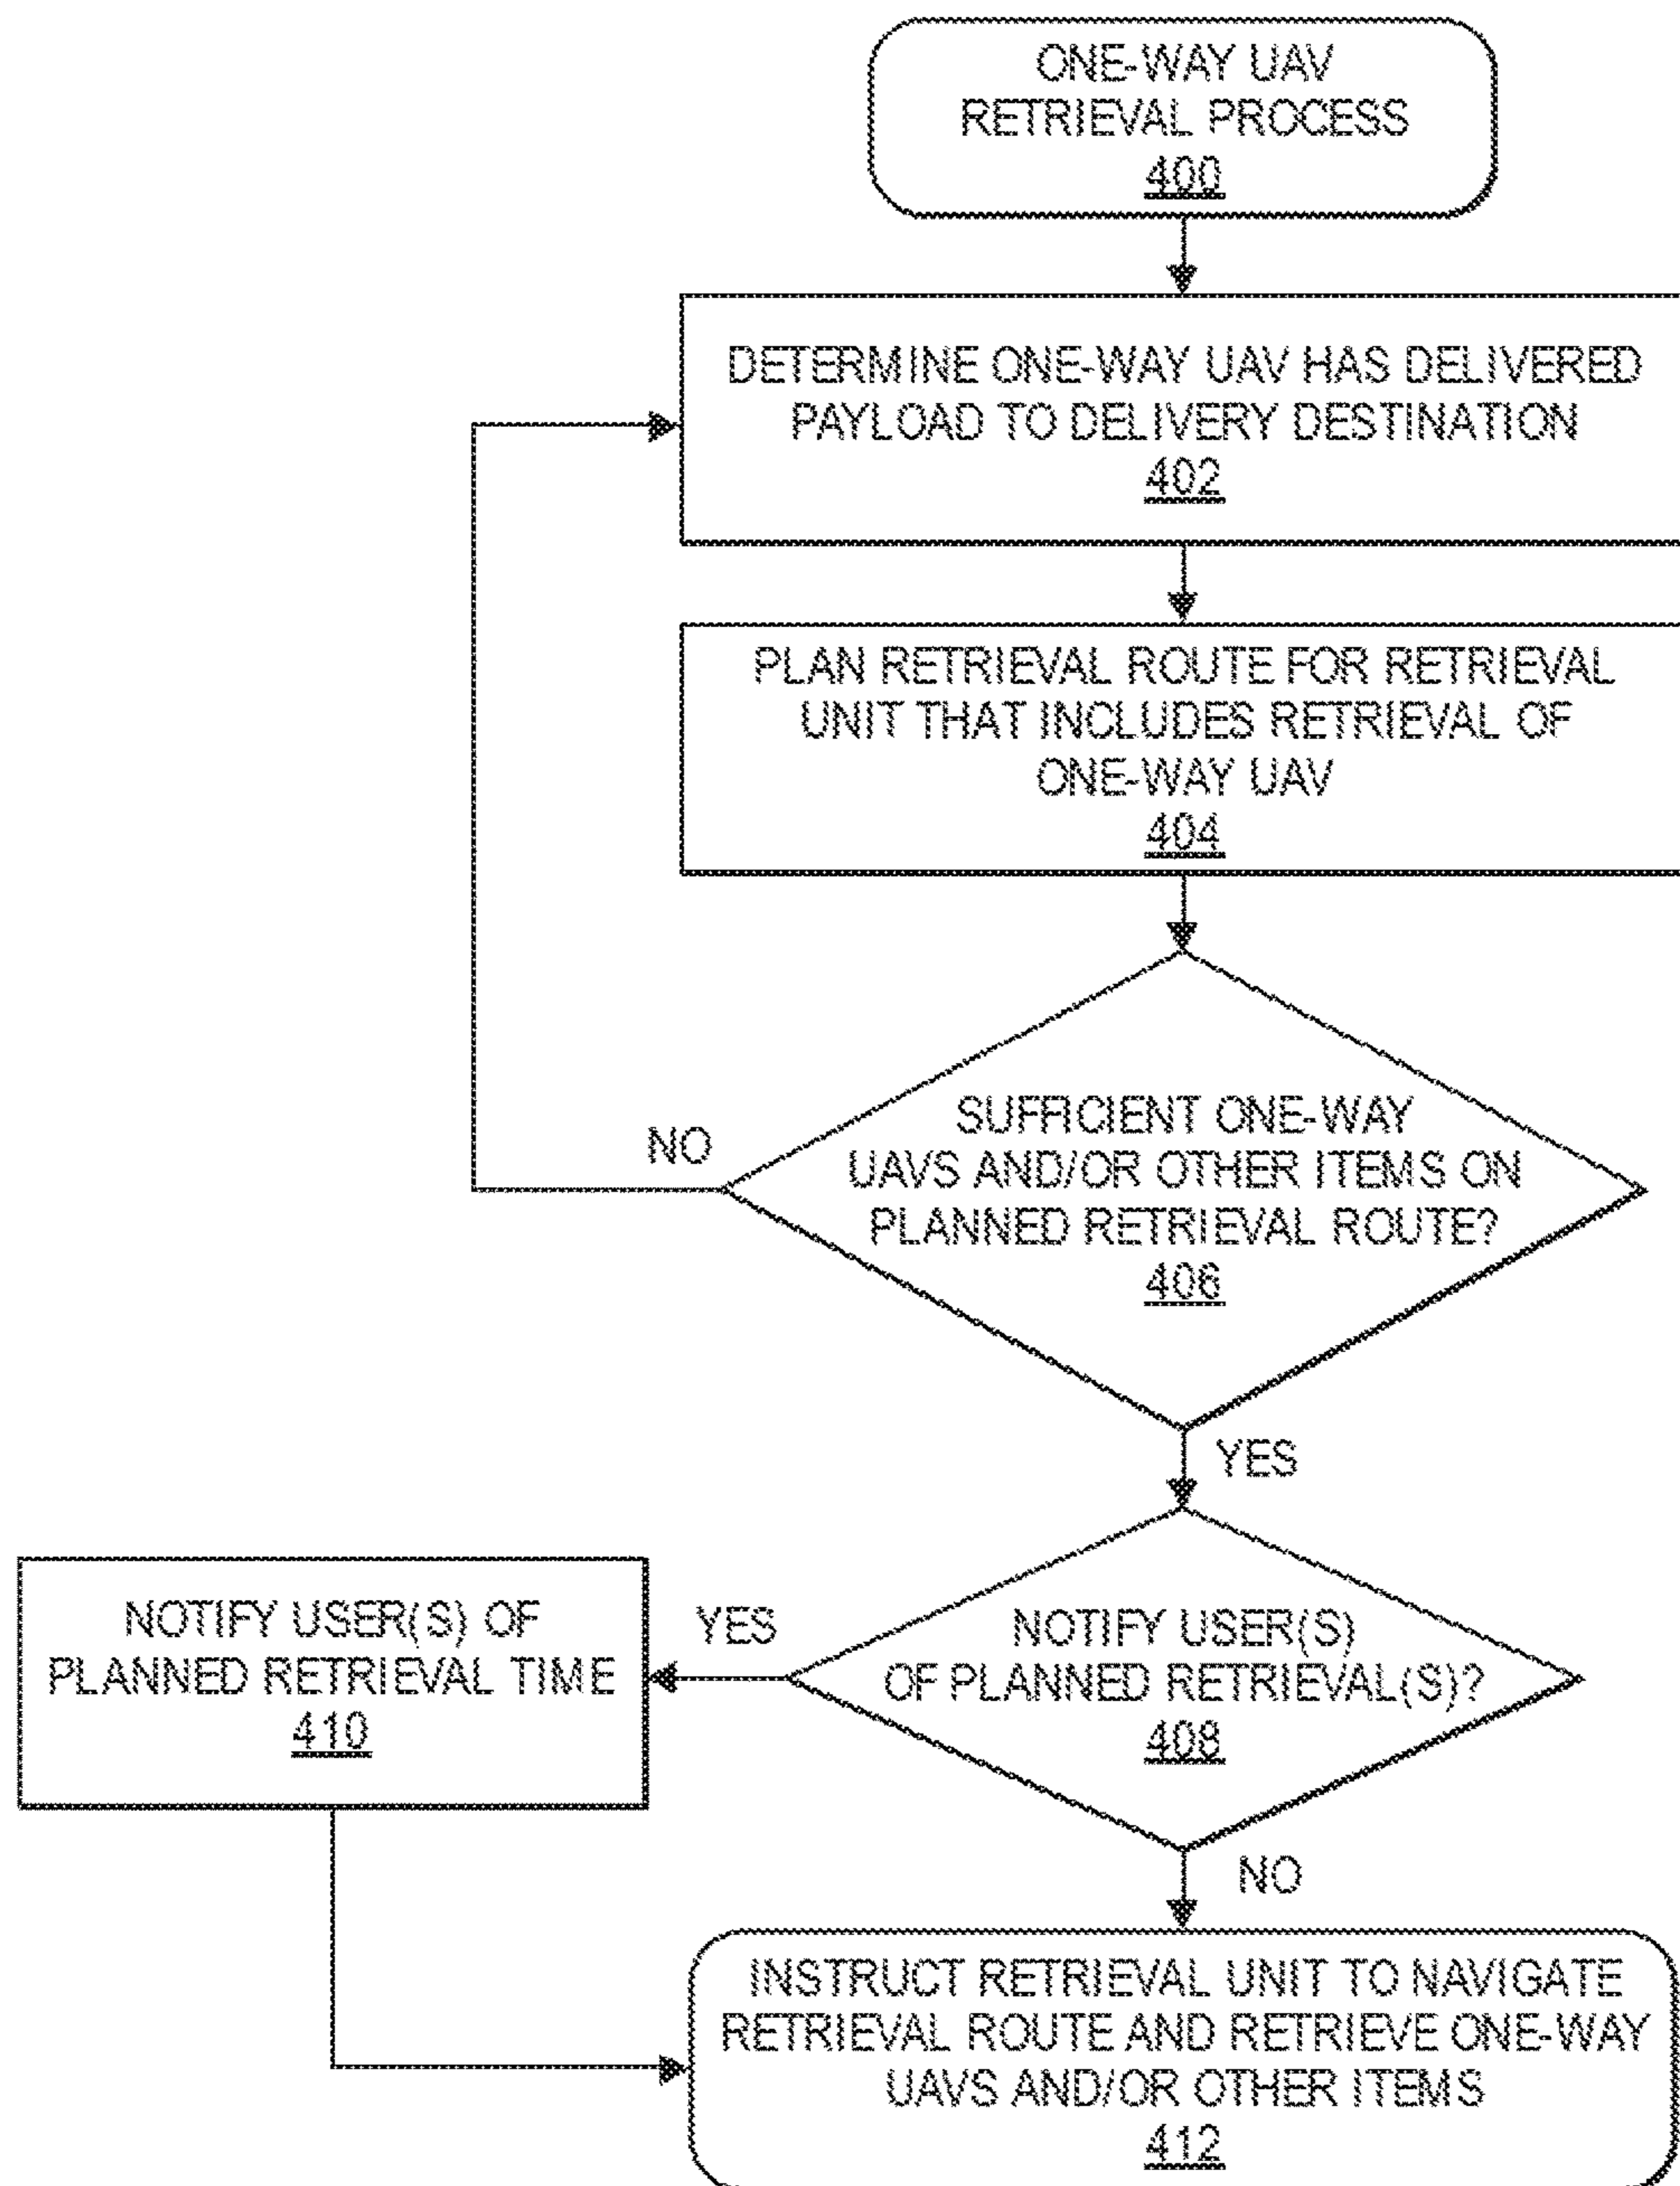 ONE-WAY UAV
RETRIEVAL PROCESS
400
DETERMINE ONE-WAY UAV HAS DELIVERED
PAYLOAD TO DELIVERY DESTINATION
402
PLAN RETRIEVAL ROUTE FOR RETRIEVAL
UNIT THAT INCLUDES RETRIEVAL OF
ONE-WAY UAV
404
SUFFICIENT ONE-WAY
UAVS AND/OR OTHER ITEMS ON
PLANNED RETRIEVAL ROUTE?
406
NO
YES
NOTIFY USER(S)
OF PLANNED RETRIEVAL(S)?
408
YES
NOTIFY USER(S) OF
PLANNED RETRIEVAL TIME
410
NO
INSTRUCT RETRIEVAL UNIT TO NAVIGATE
RETRIEVAL ROUTE AND RETRIEVE ONE-WAY
UAVS AND/OR OTHER ITEMS
412